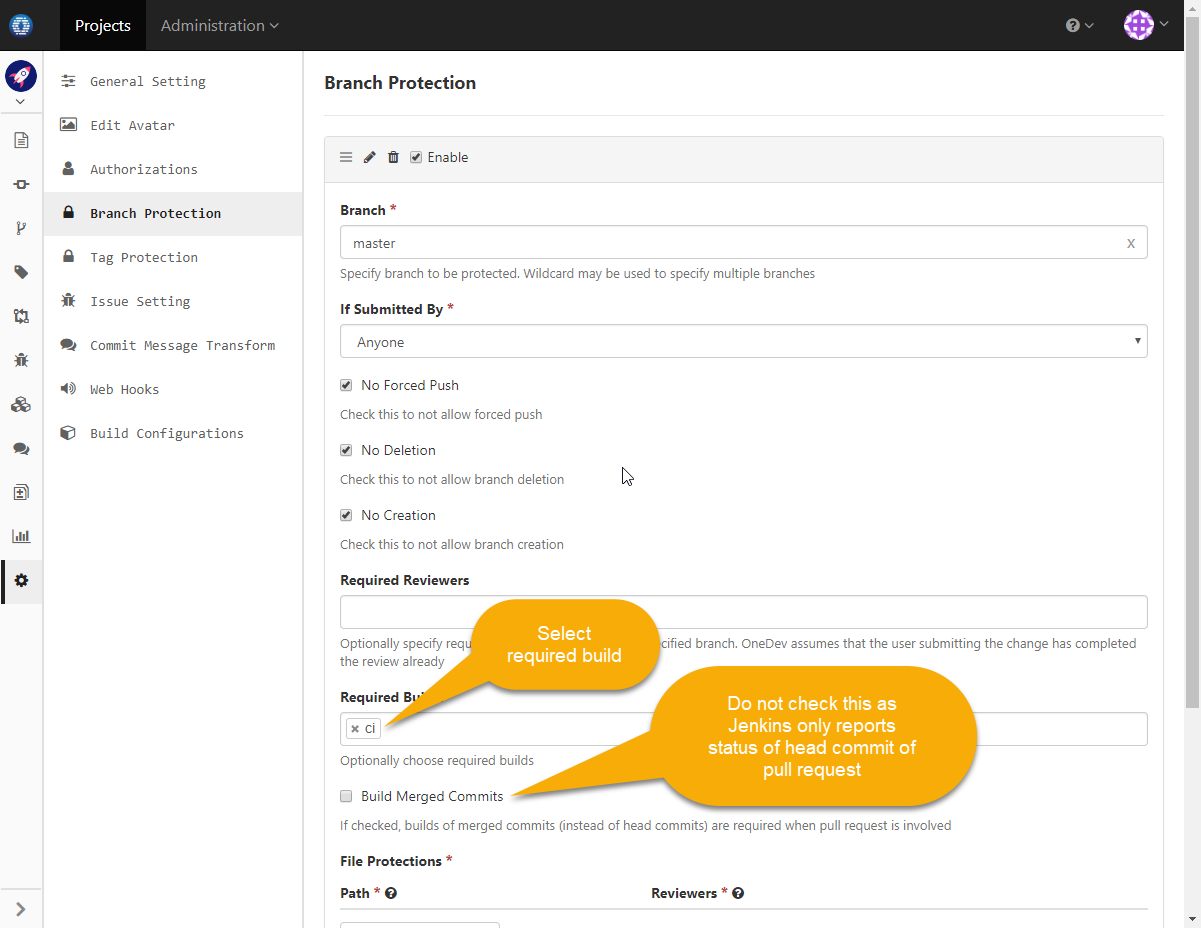 Projects
Administration
General Setting
Edit Avatar
Authorizations
Branch Protection
Tag Protection
Issue Setting
Commit Message Transform
Web Hooks
Build Configurations
Branch Protection
Enable
Branch *
master
x
Specify branch to be protected. Wildcard may be used to specify multiple branches
If Submitted By *
Anyone
No Forced Push
Check this to not allow forced push
No Deletion
Check this to not allow branch deletion
No Creation
Check this to not allow branch creation
Required Reviewers
Optionally specify branch. OneDev assumes that the user submitting the change has completed
the review already
Select
required build
Required
ci
Do not check this as
Jenkins only reports
status of head commit of
pull request
Optionally choose required builds
Build Merged Commits
If checked, builds of merged commits (instead of head commits) are required when pull request is involved
File Protections *
Path *
Reviewers *